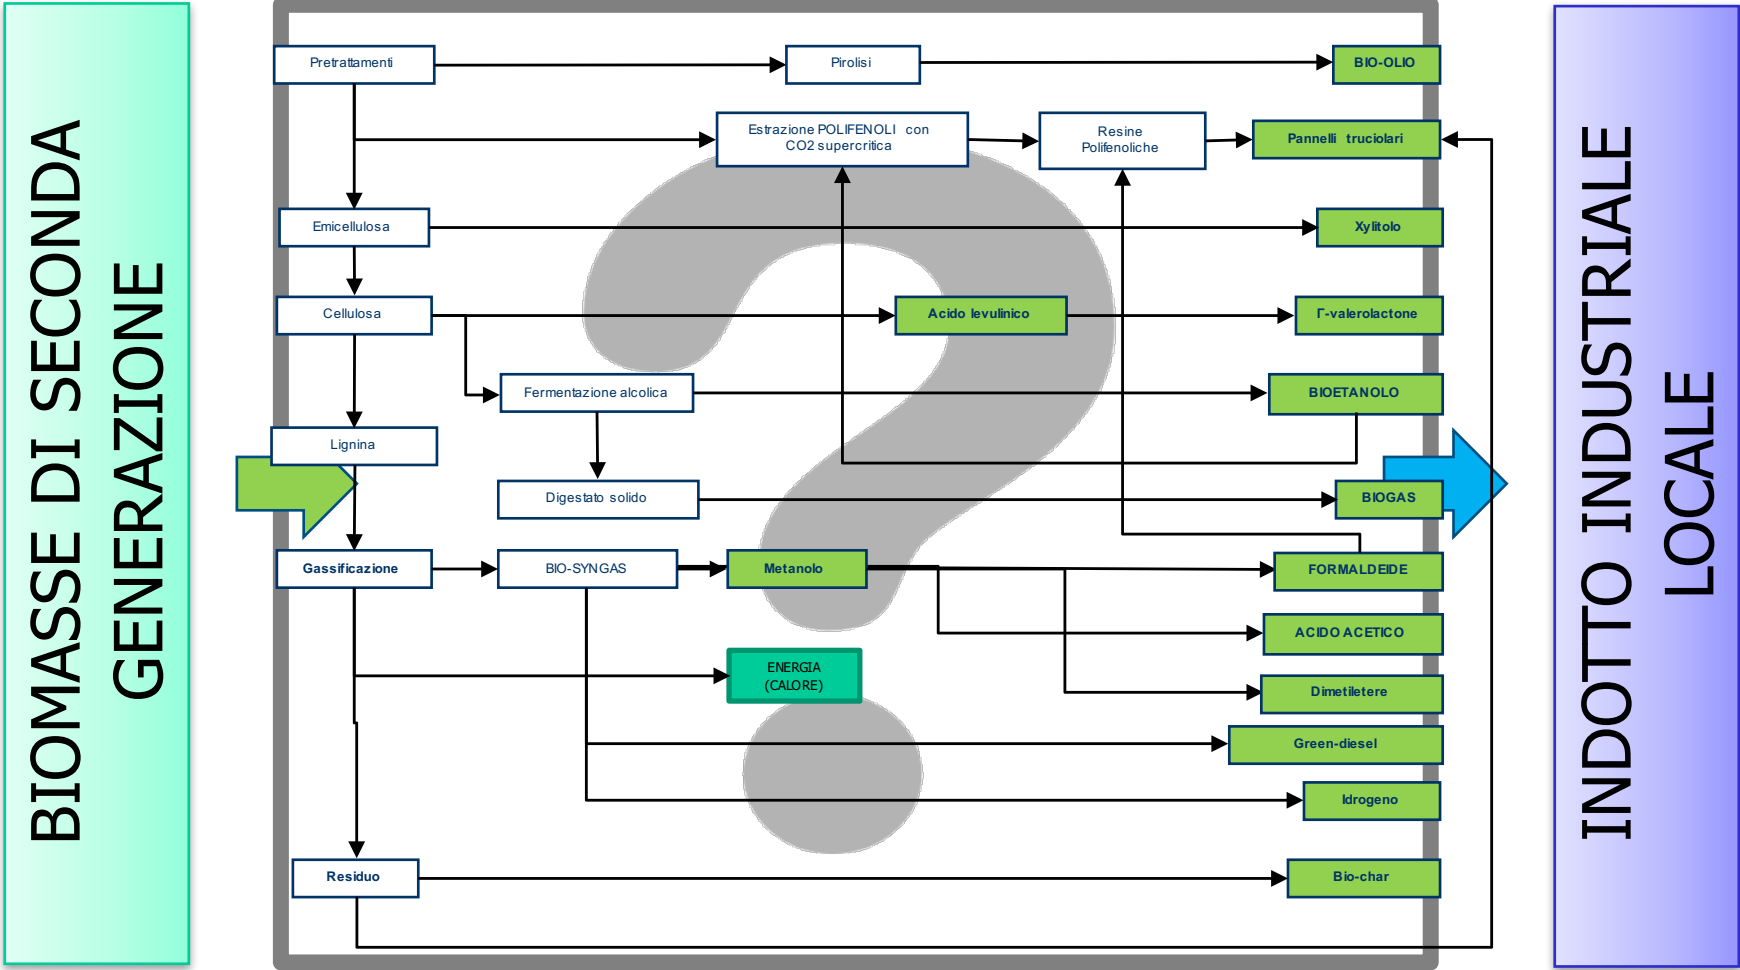 BIOMASSE DI SECONDA
GENERAZIONE
Pretrattamenti
Pirolisi
BIO-OLIO
Estrazione POLIFENOLI con
CO2 supercritica
Resine
Polifenoliche
Pannelli truciolari
Emicellulosa
Xylitolo
Cellulosa
Acido levulinico
Γ-valerolactone
Fermentazione alcolica
BIOETANOLO
Lignina
Digestato solido
BIOGAS
Gassificazione
BIO-SYNGAS
Metanolo
FORMALDEIDE
ACIDO ACETICO
ENERGIA
(CALORE)
Dimetiletere
Green-diesel
Idrogeno
Residuo
Bio-char
INDOTTO INDUSTRIALE
LOCALE